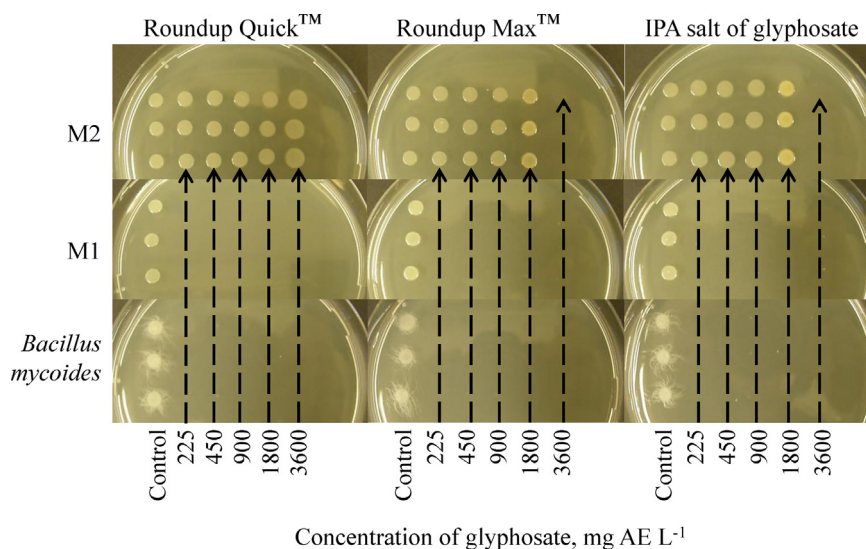 Roundup Quick™ Roundup Max™ IPA salt of glyphosate
M2
M1
Bacillus
mycoides
Control 225 450 900 1800 3600 Control 225 450 900 1800 3600 Control 225 450 900 1800 3600
Concentration of glyphosate, mg AE L⁻¹